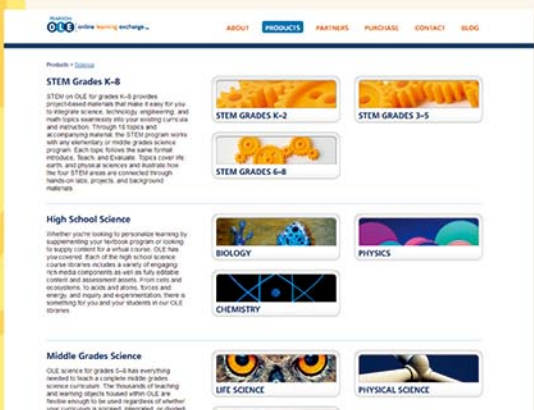 PEARSON
OLE online learning exchange
ABOUT
PRODUCTS
PARTNERS
PURCHASE
CONTACT
BLOG
Products > Science
STEM Grades K-8
STEM on OLE for grades K-8 provides
project-based materials that make it easy for you
to integrate science, technology, engineering, and
math topics seamlessly into your existing curricula
and instruction. Through 18 topics and
accompanying material, the STEM program works
with any elementary or middle grades science
program. Each topic follows the same format:
Introduce, Teach, and Evaluate. Topics cover life,
earth, and physical sciences and illustrate how
the four STEM areas are connected through
hands-on labs, projects, and background
materials.
STEM GRADES K-2
STEM GRADES 3-5
STEM GRADES 6-8
High School Science
Whether you're looking to personalize learning by
supplementing your textbook program or looking
to supply content for a virtual course, OLE has
you covered. Each of the high school science
course libraries includes a variety of engaging
rich media components as well as fully editable
content and assessment assets. From cells and
ecosystems, to acids and atoms, forces and
energy, and inquiry and experimentation, there is
something for you and your students in our OLE
libraries.
BIOLOGY
PHYSICS
CHEMISTRY
Middle Grades Science
OLE science for grades 6-8 has everything
needed to teach a complete middle grades
science curriculum. The thousands of teaching
and learning objects housed within OLE are
flexible enough to be used regardless of whether
your curriculum is
LIFE SCIENCE
PHYSICAL SCIENCE